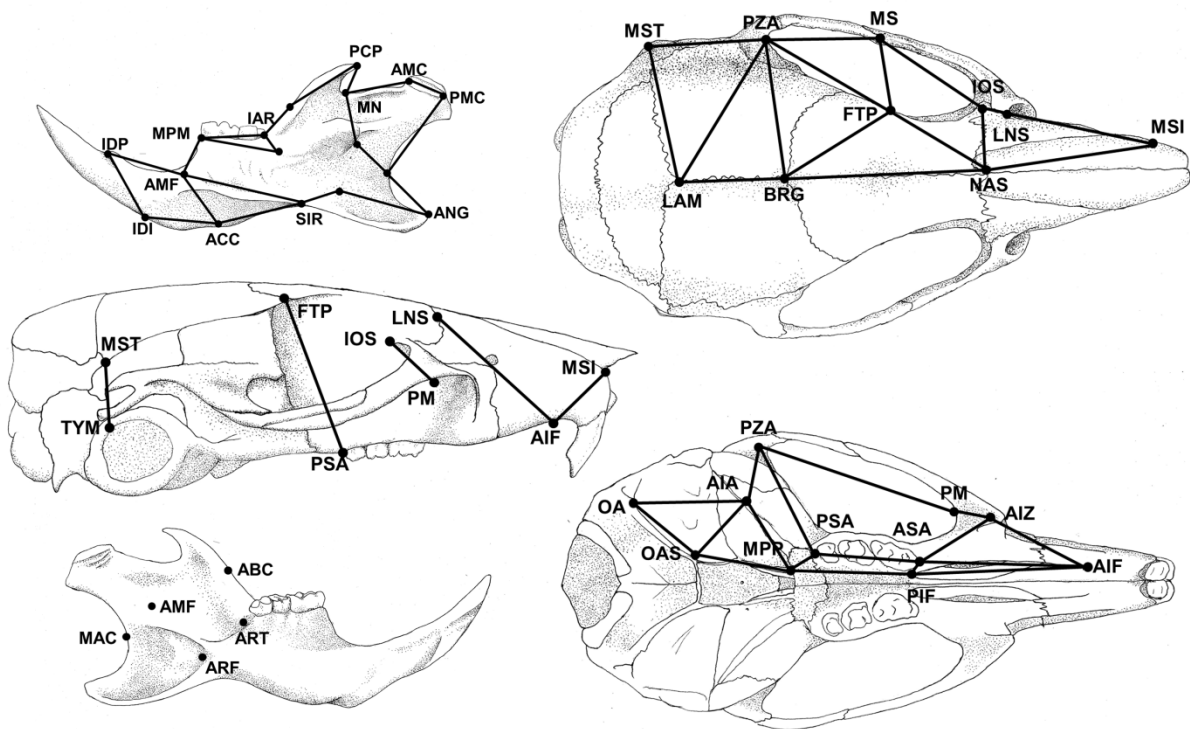 PCP
AMC
PMC
MN
IAR
MPM
IDP
AMF
IDI
ACC
SIR
ANG
MST
PZA
MS
IOS
LNS
MSI
FTP
LAM
BRG
NAS
FTP
LNS
IOS
MST
MSI
PM
TYM
PSA
AIF
PZA
AIA
PM
AIZ
OA
PSA
ASA
OAS
MPP
AIF
PIF
ABC
AMF
MAC
ART
ARF